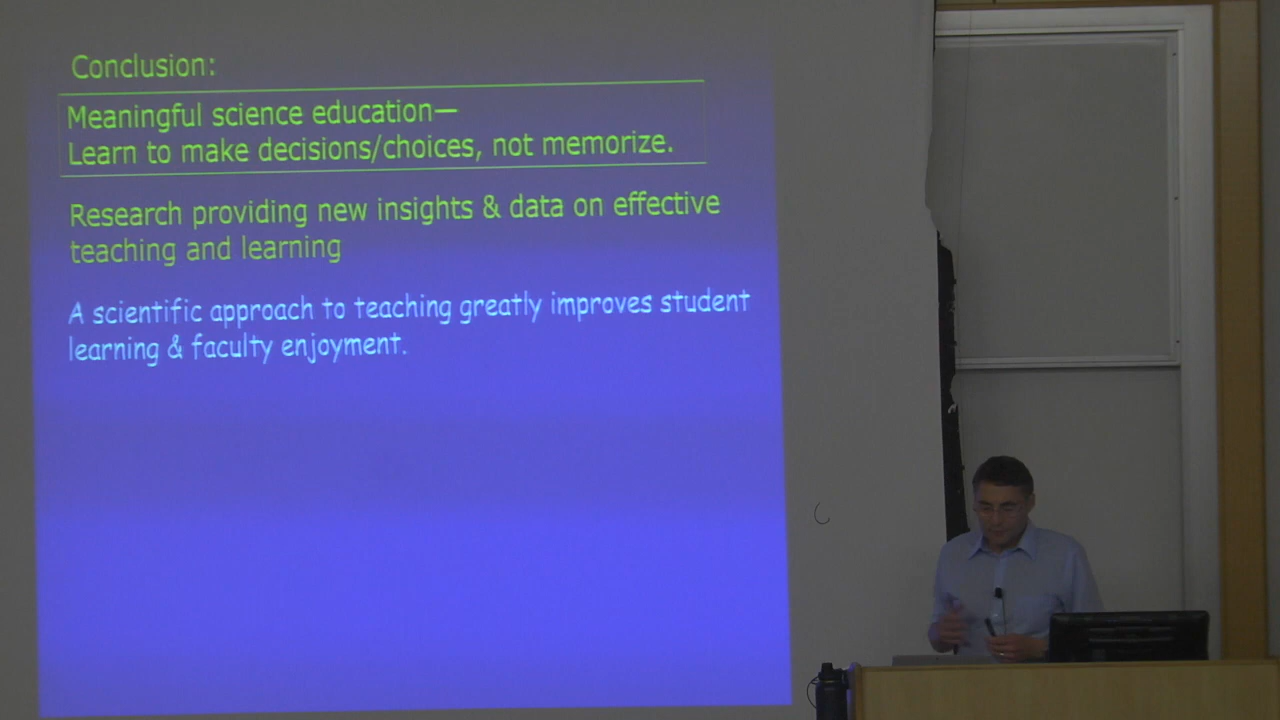 Conclusion:
Meaningful science education—
Learn to make decisions/choices, not memorize.
Research providing new insights & data on effective
teaching and learning
A scientific approach to teaching greatly improves student
learning & faculty enjoyment.